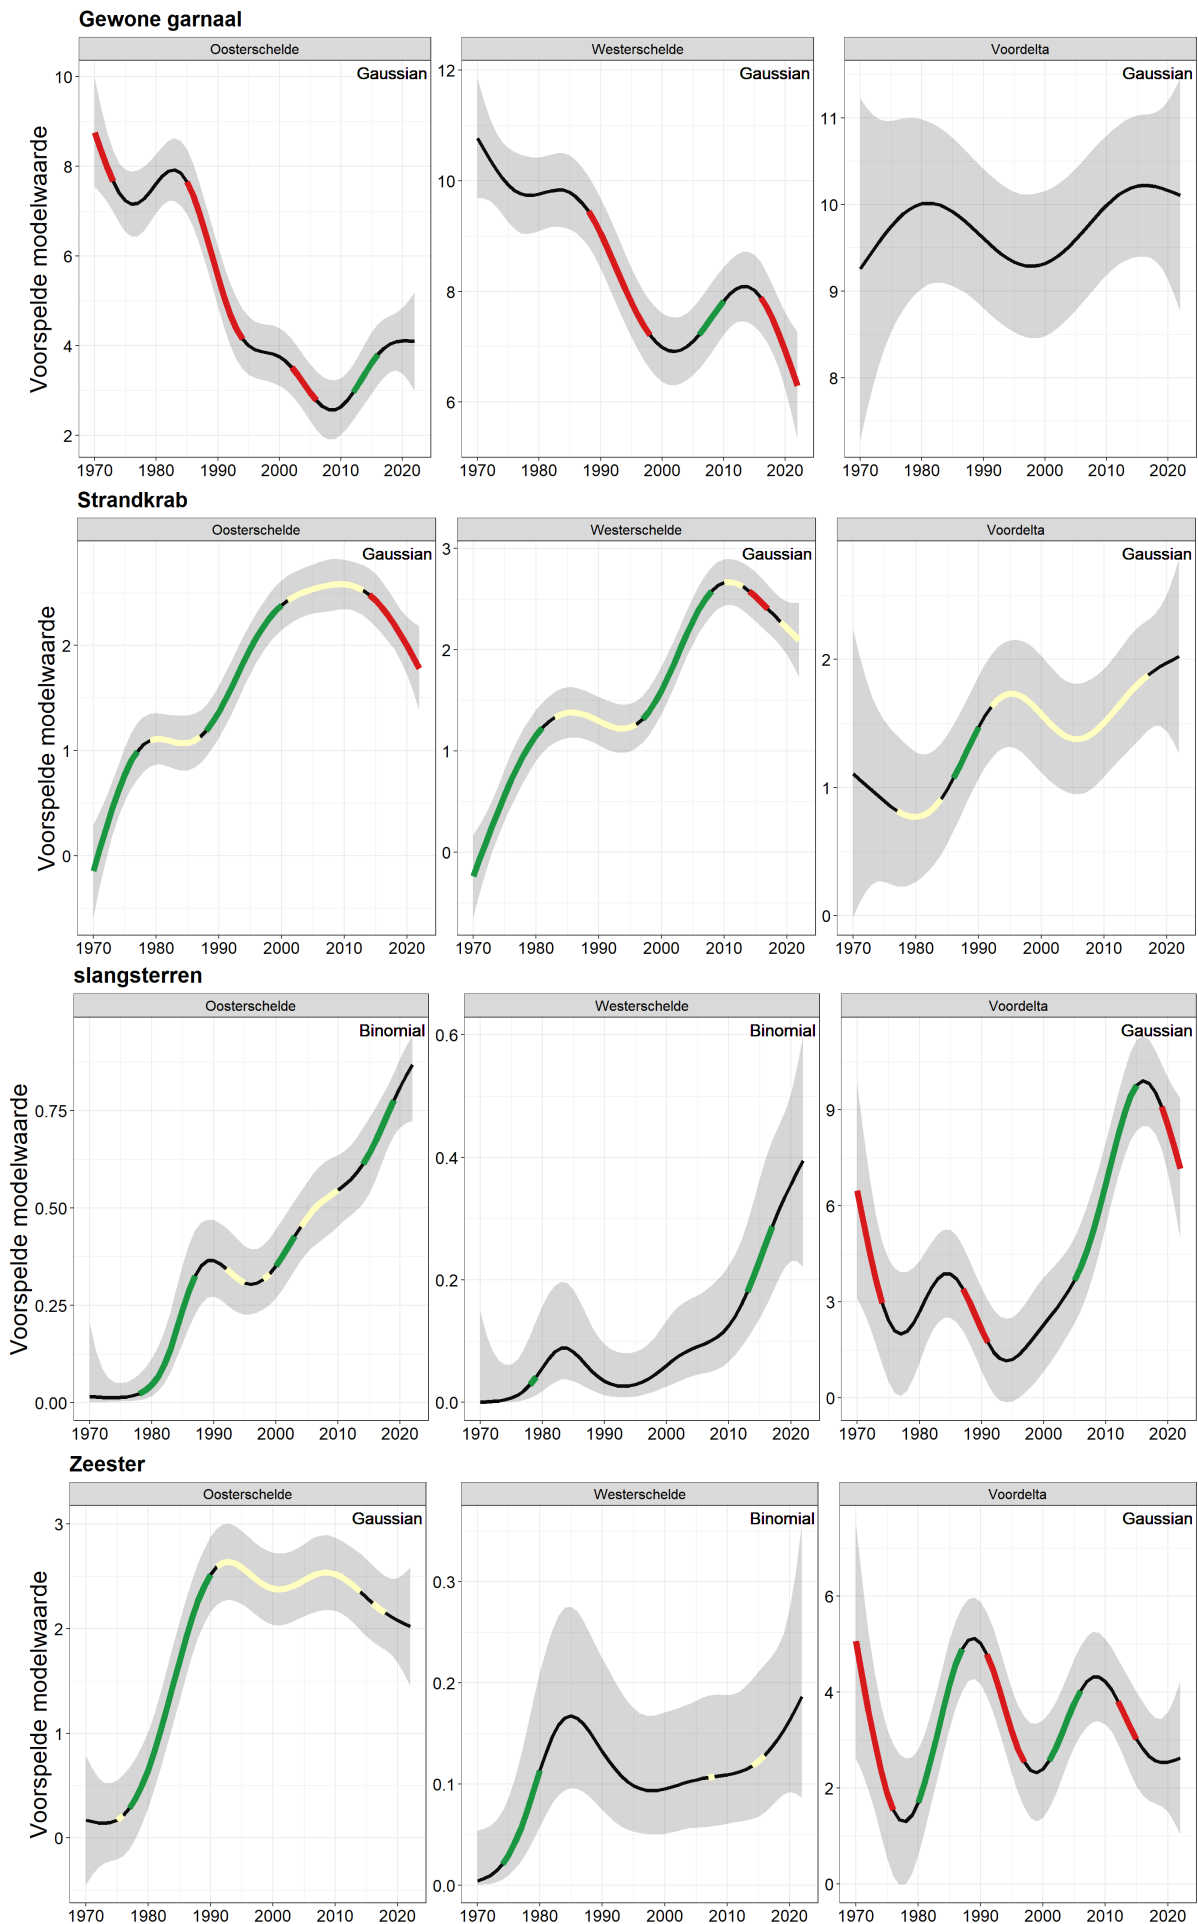 Gewone garnaal
Oosterschelde Westerschelde Voordelta
Gaussian Gaussian Gaussian
Voorspelde modelwaarde
10
8
6
4
2
12
10
8
6
11
10
9
8
1970 1980 1990 2000 2010 2020 1970 1980 1990 2000 2010 2020 1970 1980 1990 2000 2010 2020
Strandkrab
Oosterschelde Westerschelde Voordelta
Gaussian Gaussian Gaussian
Voorspelde modelwaarde
2
1
0
3
2
1
0
2
1
0
1970 1980 1990 2000 2010 2020 1970 1980 1990 2000 2010 2020 1970 1980 1990 2000 2010 2020
slangsterren
Oosterschelde Westerschelde Voordelta
Binomial Binomial Gaussian
Voorspelde modelwaarde
0.75
0.50
0.25
0.00
0.6
0.4
0.2
0.0
9
6
3
0
1970 1980 1990 2000 2010 2020 1970 1980 1990 2000 2010 2020 1970 1980 1990 2000 2010 2020
Zeester
Oosterschelde Westerschelde Voordelta
Gaussian Binomial Gaussian
Voorspelde modelwaarde
3
2
1
0
0.3
0.2
0.1
0.0
6
4
2
0
1970 1980 1990 2000 2010 2020 1970 1980 1990 2000 2010 2020 1970 1980 1990 2000 2010 2020